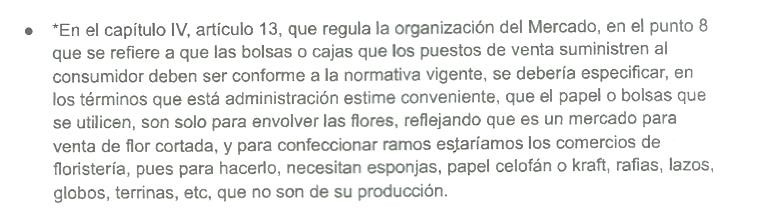 ● *En el capítulo IV, artículo 13, que regula la organización del Mercado, en el punto 8
que se refiere a que las bolsas o cajas que los puestos de venta suministren al
consumidor deben ser conforme a la normativa vigente, se debería especificar, en
los términos que está administración estime conveniente, que el papel o bolsas que
se utilicen, son solo para envolver las flores, reflejando que es un mercado para
venta de flor cortada, y para confeccionar ramos estaríamos los comercios de
floristería, pues para hacerlo, necesitan esponjas, papel celofán o kraft, rafias, lazos,
globos, terrinas, etc, que no son de su producción.